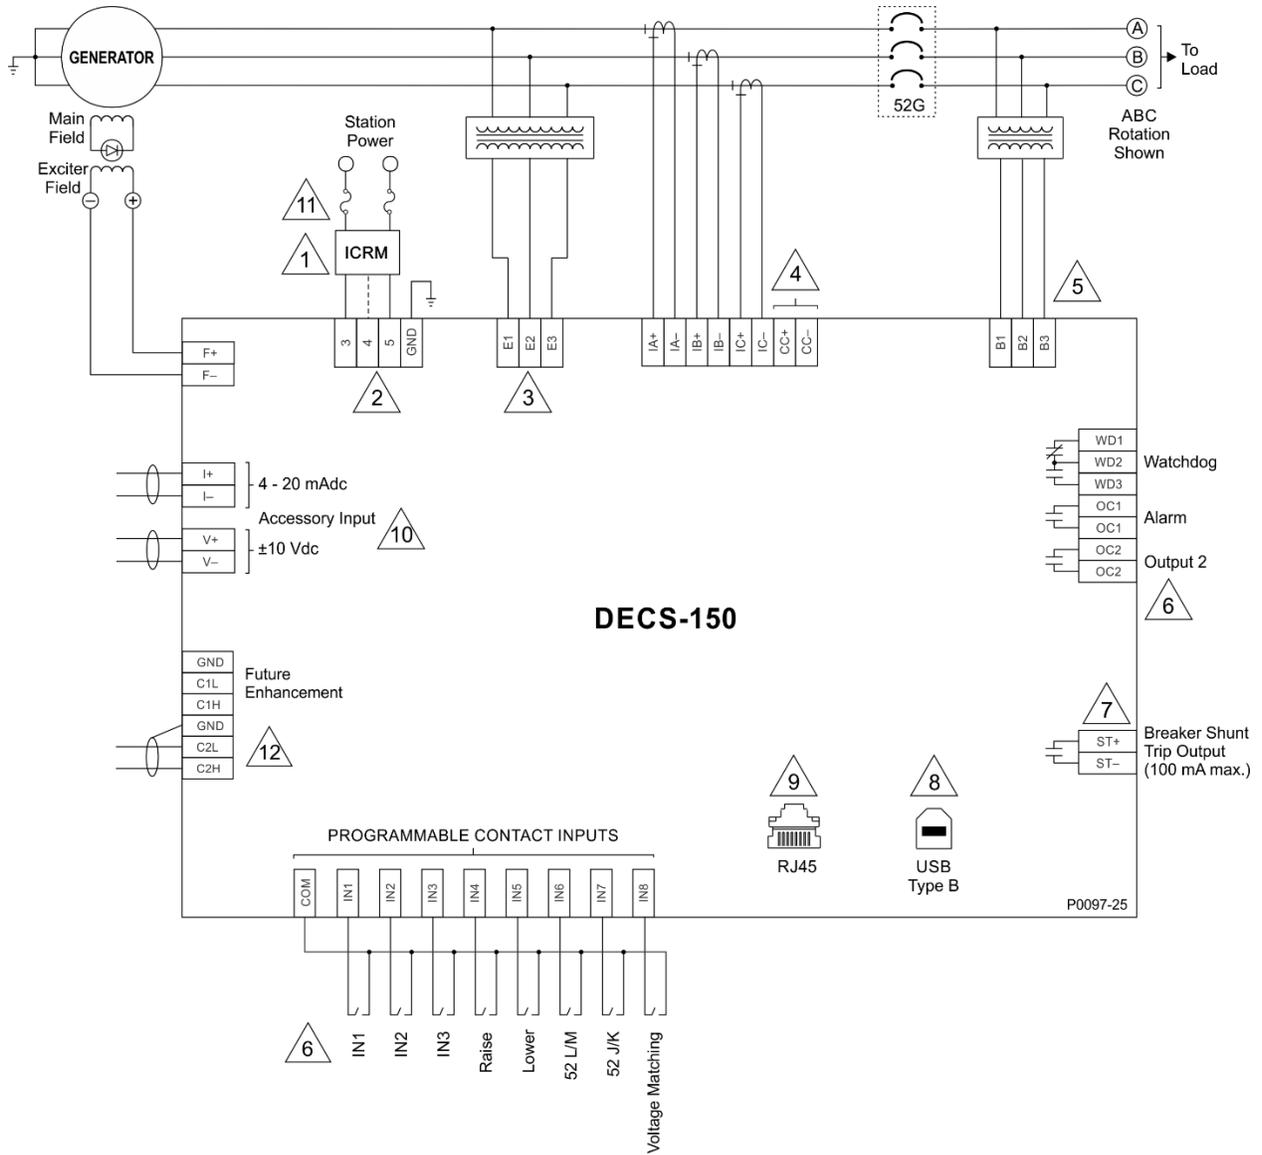 GENERATOR
52G
A
B
C
To
Load
ABC
Rotation
Shown
Main
Field
Exciter
Field
−
+
Station
Power
11
1
ICRM
4
5
3
4
5
GND
E1
E2
E3
IA+
IA–
IB+
IB–
IC+
IC–
CC+
CC–
B1
B2
B3
2
3
F+
F–
I+
I–
4 - 20 mAdc
Accessory Input
10
V+
V–
±10 Vdc
WD1
WD2
WD3
Watchdog
OC1
OC1
Alarm
OC2
OC2
Output 2
6
DECS-150
GND
C1L
C1H
Future
Enhancement
GND
C2L
C2H
12
7
ST+
ST–
Breaker Shunt
Trip Output
(100 mA max.)
9
RJ45
8
USB
Type B
PROGRAMMABLE CONTACT INPUTS
COM
IN1
IN2
IN3
IN4
IN5
IN6
IN7
IN8
P0097-25
6
IN1
IN2
IN3
Raise
Lower
52 L/M
52 J/K
Voltage Matching